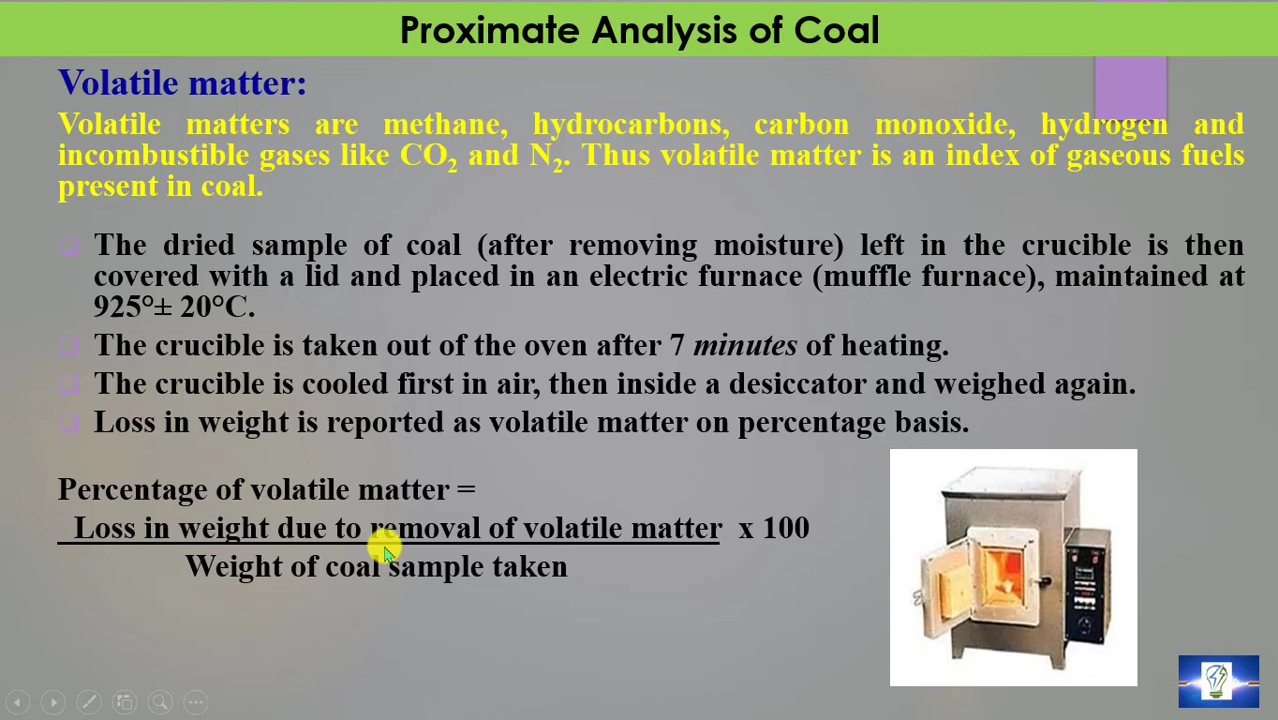 Proximate Analysis of Coal
Volatile matter:
Volatile matters are methane, hydrocarbons, carbon monoxide, hydrogen and
incombustible gases like CO₂ and N₂. Thus volatile matter is an index of gaseous fuels
present in coal.
The dried sample of coal (after removing moisture) left in the crucible is then
covered with a lid and placed in an electric furnace (muffle furnace), maintained at
925°± 20°C.
The crucible is taken out of the oven after 7 minutes of heating.
The crucible is cooled first in air, then inside a desiccator and weighed again.
Loss in weight is reported as volatile matter on percentage basis.
Percentage of volatile matter =
Loss in weight due to removal of volatile matter x 100
Weight of coal sample taken